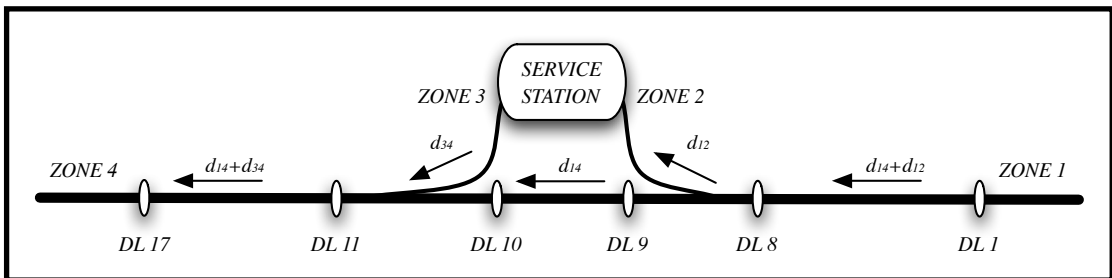 SERVICE
STATION
ZONE 3
ZONE 2
d34
d12
ZONE 4
d14+d34
d14
d14+d12
ZONE 1
DL 17
DL 11
DL 10
DL 9
DL 8
DL 1